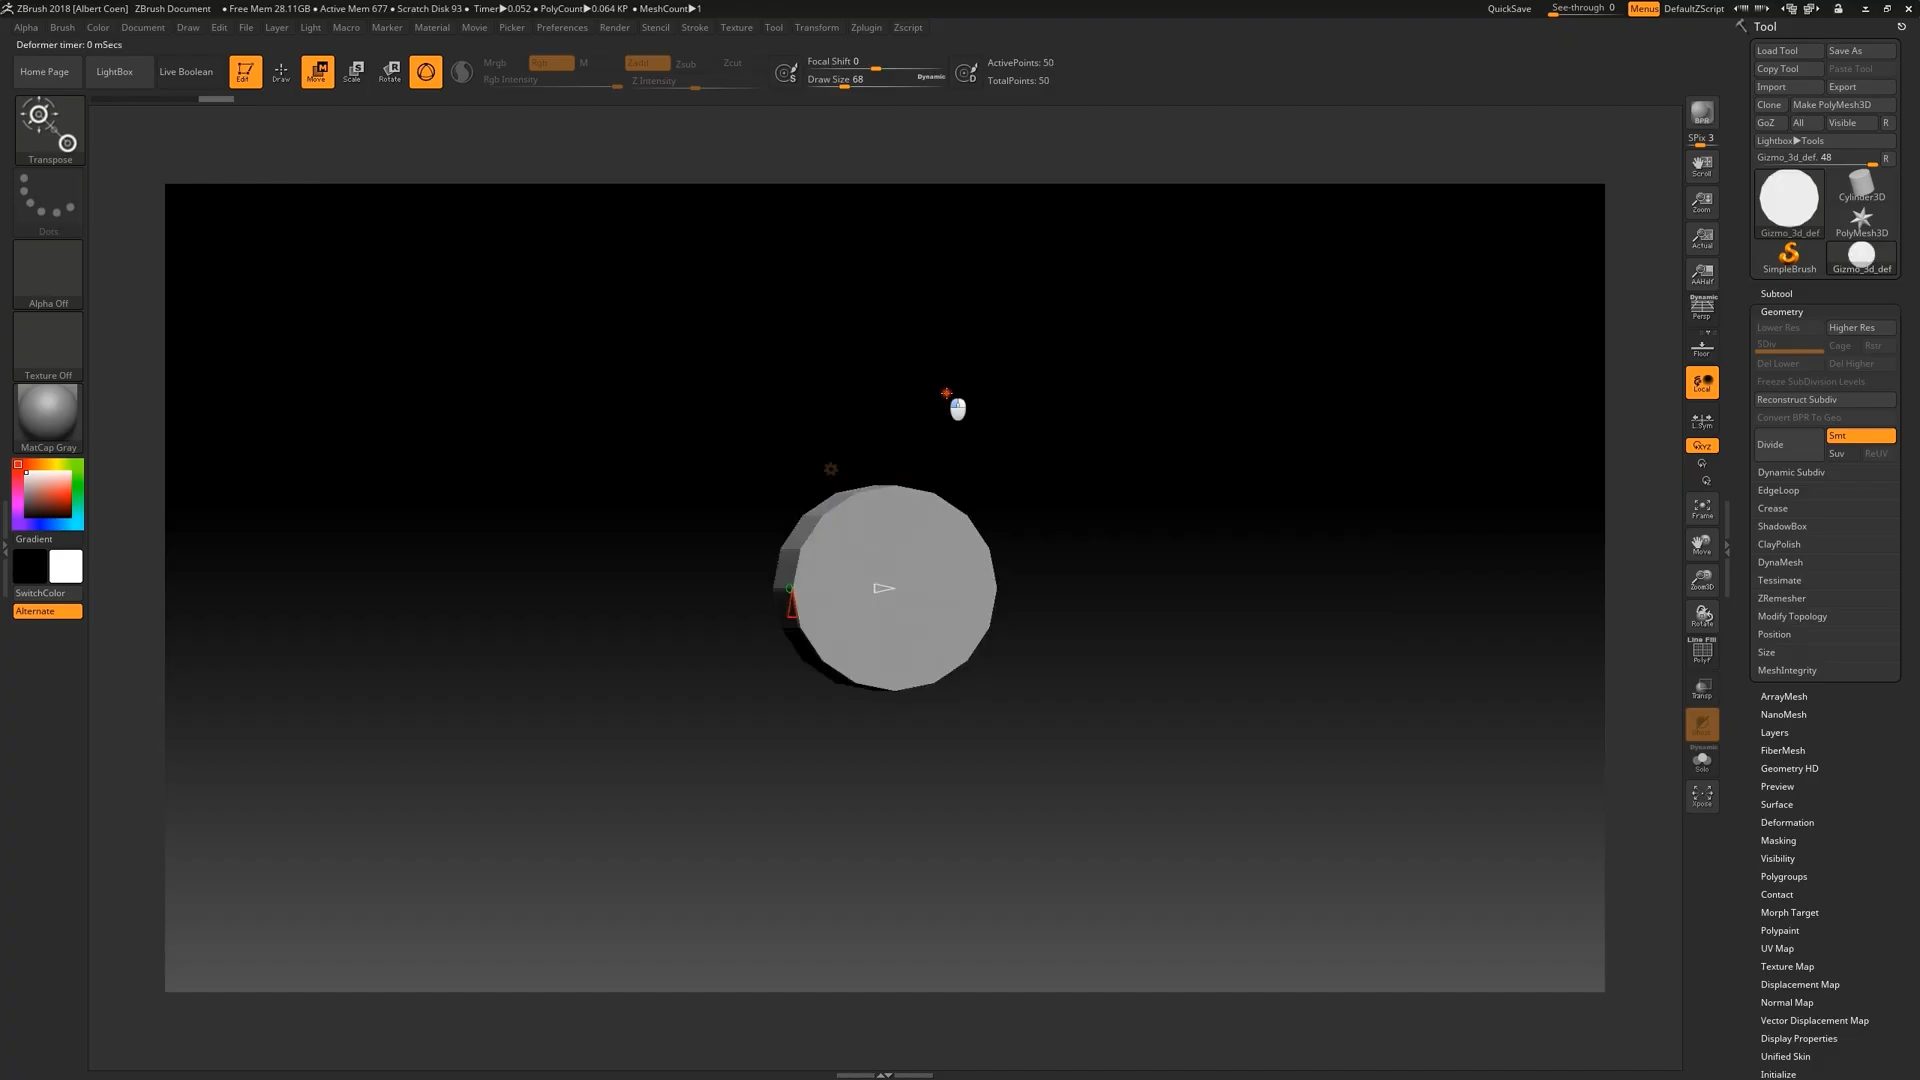 ZBrush 2018 [Albert Coen] ZBrush Document • Free Mem 28.11GB • Active Mem 677 • Scratch Disk 93 • Timer▶0.052 • PolyCount▶0.064 KP • MeshCount▶1 QuickSave See-through 0 Menus DefaultZScript
Alpha Brush Color Document Draw Edit File Layer Light Macro Marker Material Movie Picker Preferences Render Stencil Stroke Texture Tool Transform Zplugin Zscript
Deformer timer: 0 mSecs
Home Page LightBox Live Boolean Edit Draw Move Scale Rotate
Mrgb Rgb M Zadd Zsub Zcut
Rgb Intensity Z Intensity
Focal Shift 0
Draw Size 68 Dynamic
ActivePoints: 50
TotalPoints: 50
Transpose
Dots
Alpha Off
Texture Off
MatCap Gray
Gradient
SwitchColor
Alternate
BPR
SPix 3
Scroll
Zoom
Actual
AAHalf
Dynamic
Persp
Floor
Local
L.Sym
XYZ
Y
Z
Frame
Move
Zoom3D
Rotate
Line Fill
PolyF
Transp
Dynamic
Solo
Xpose
Tool
Load Tool Save As
Copy Tool Paste Tool
Import Export
Clone Make PolyMesh3D
GoZ All Visible R
Lightbox▶Tools
Gizmo_3d_def. 48 R
Cylinder3D
Gizmo_3d_def PolyMesh3D
SimpleBrush Gizmo_3d_def
Subtool
Geometry
Lower Res Higher Res
SDiv Cage Rstr
Del Lower Del Higher
Freeze SubDivision Levels
Reconstruct Subdiv
Convert BPR To Geo
Divide Smt
Suv ReUV
Dynamic Subdiv
EdgeLoop
Crease
ShadowBox
ClayPolish
DynaMesh
Tessimate
ZRemesher
Modify Topology
Position
Size
MeshIntegrity
ArrayMesh
NanoMesh
Layers
FiberMesh
Geometry HD
Preview
Surface
Deformation
Masking
Visibility
Polygroups
Contact
Morph Target
Polypaint
UV Map
Texture Map
Displacement Map
Normal Map
Vector Displacement Map
Display Properties
Unified Skin
Initialize